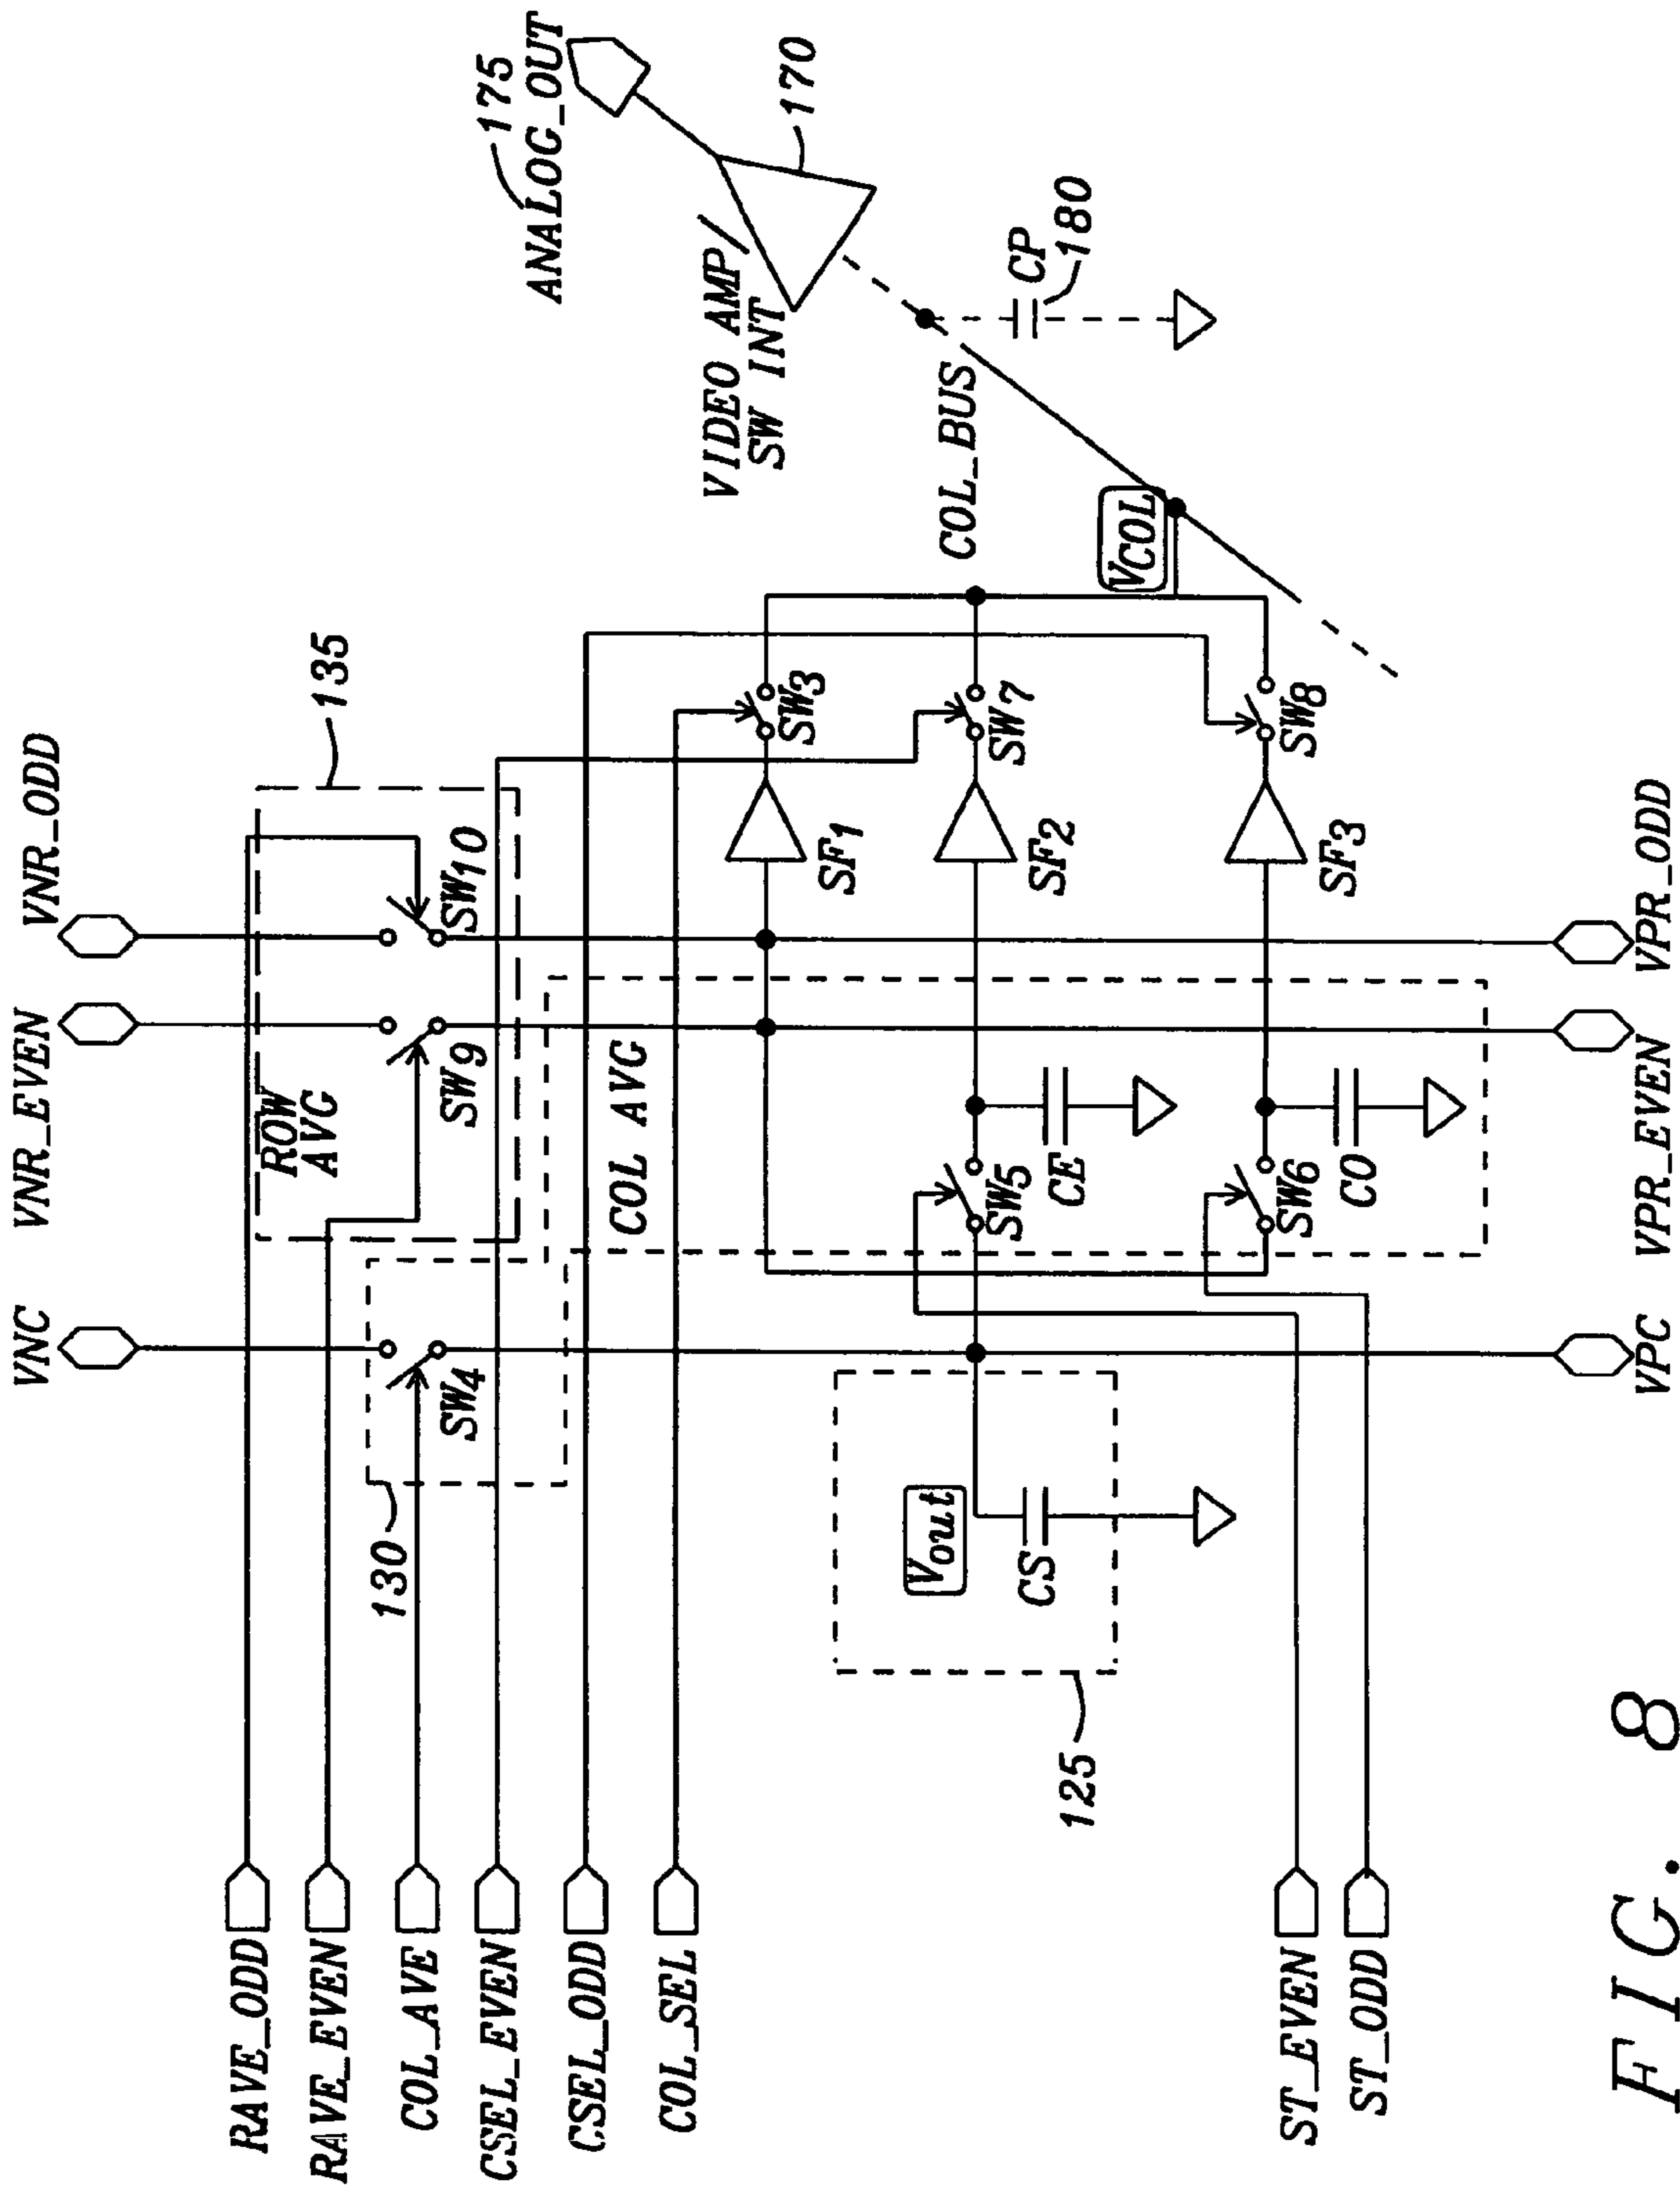 VNC
VNR_EVEN
VNR_ODD
135
175
ANALOG_OUT
170
VIDEO AMP
SW INT
CP
180
COL_BUS
VCOL
ROW
AVG
SW10
SW9
SW4
130
COL AVG
SW3
SF1
SW7
SF2
SW8
SF3
SW5
CE
SW6
CO
Vout
CS
125
RAVE_ODD
RAVE_EVEN
COL_AVE
CSEL_EVEN
CSEL_ODD
COL_SEL
ST_EVEN
ST_ODD
VPC
VPR_EVEN
VPR_ODD
FIG. 8